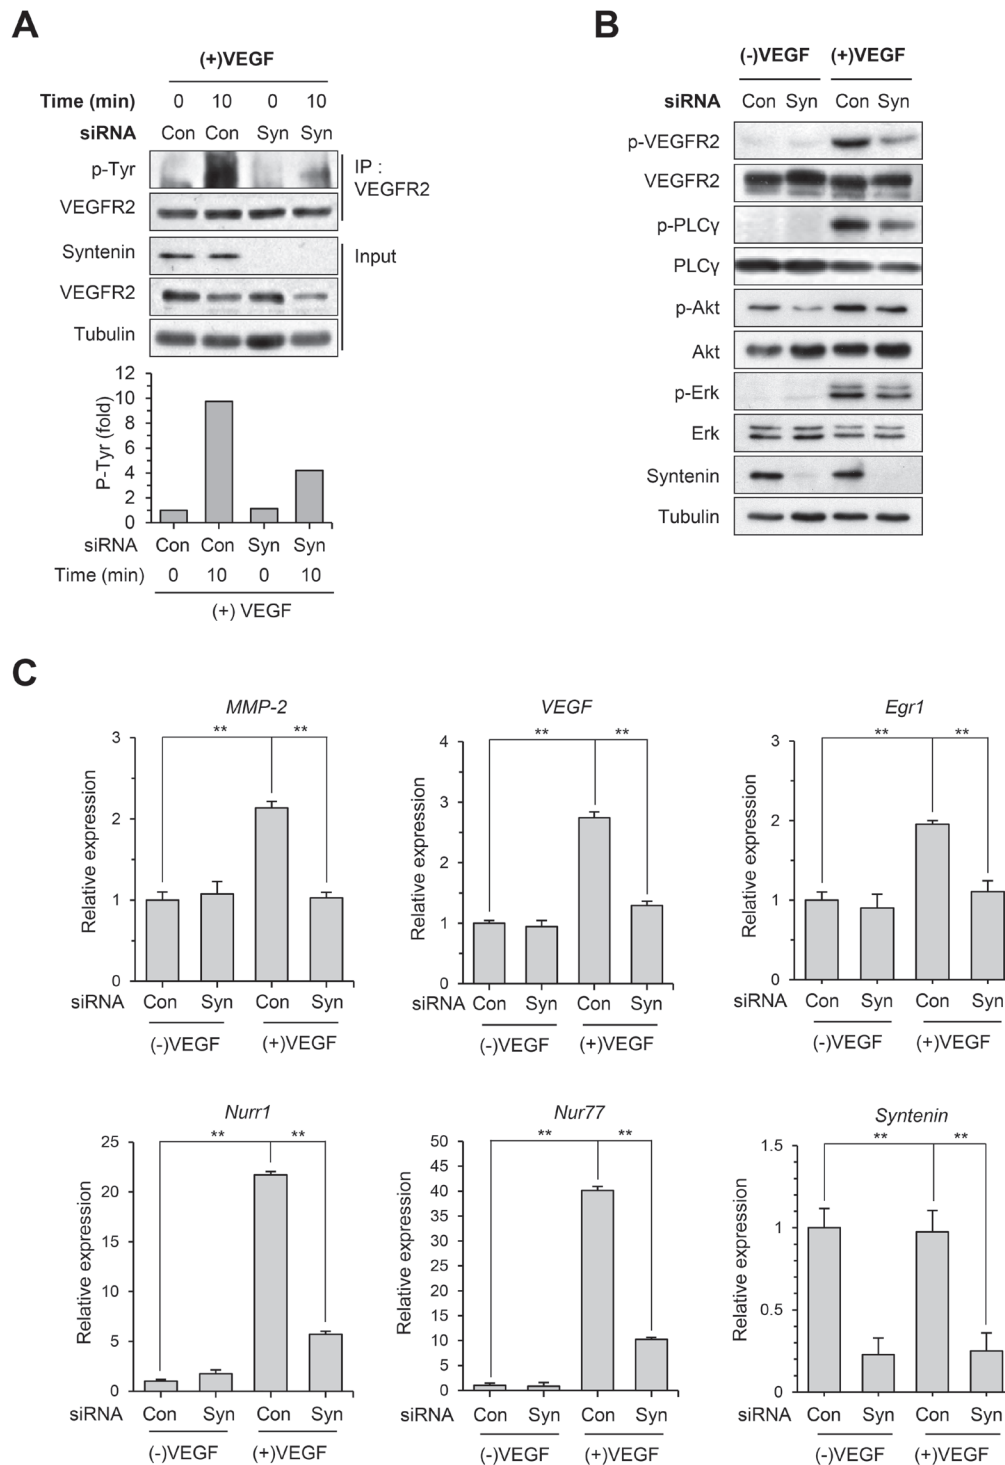 A
(+)VEGF
Time (min) 0 10 0 10
siRNA Con Con Syn Syn
p-Tyr
IP :
VEGFR2
VEGFR2
Syntenin
Input
VEGFR2
Tubulin
P-Tyr (fold)
12
10
8
6
4
2
0
siRNA Con Con Syn Syn
Time (min) 0 10 0 10
(+) VEGF
B
(-)VEGF (+)VEGF
siRNA Con Syn Con Syn
p-VEGFR2
VEGFR2
p-PLCγ
PLCγ
p-Akt
Akt
p-Erk
Erk
Syntenin
Tubulin
C
MMP-2
** **
Relative expression
3
2
1
0
siRNA Con Syn Con Syn
(-)VEGF (+)VEGF
VEGF
** **
Relative expression
4
3
2
1
0
siRNA Con Syn Con Syn
(-)VEGF (+)VEGF
Egr1
** **
Relative expression
3
2
1
0
siRNA Con Syn Con Syn
(-)VEGF (+)VEGF
Nurr1
** **
Relative expression
25
20
15
10
5
0
siRNA Con Syn Con Syn
(-)VEGF (+)VEGF
Nur77
** **
Relative expression
50
45
40
35
30
25
20
15
10
5
0
siRNA Con Syn Con Syn
(-)VEGF (+)VEGF
Syntenin
** **
Relative expression
1.5
1
0.5
0
siRNA Con Syn Con Syn
(-)VEGF (+)VEGF